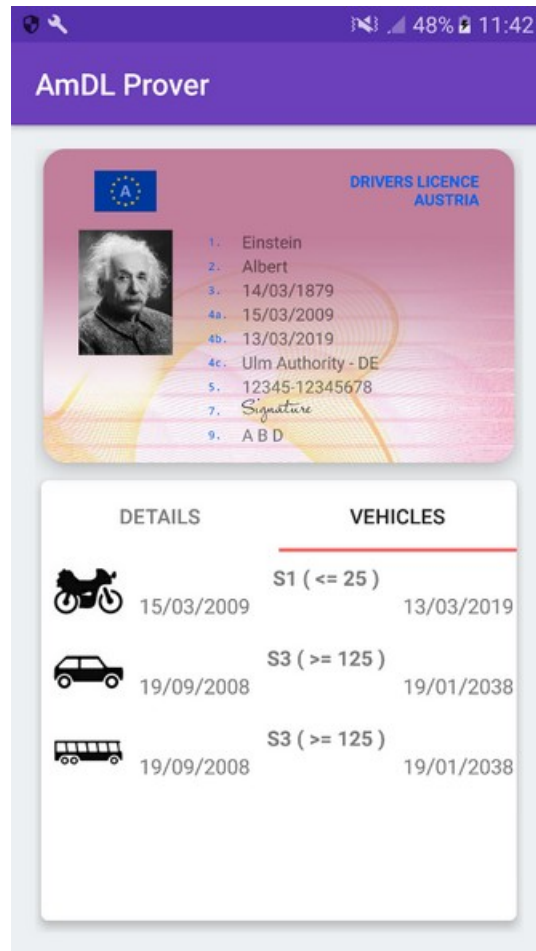 48% 11:42
AmDL Prover
A
DRIVERS LICENCE
AUSTRIA
1. Einstein
2. Albert
3. 14/03/1879
4a. 15/03/2009
4b. 13/03/2019
4c. Ulm Authority - DE
5. 12345-12345678
7. Signature
9. A B D
DETAILS VEHICLES
S1 ( <= 25 )
15/03/2009 13/03/2019
S3 ( >= 125 )
19/09/2008 19/01/2038
S3 ( >= 125 )
19/09/2008 19/01/2038